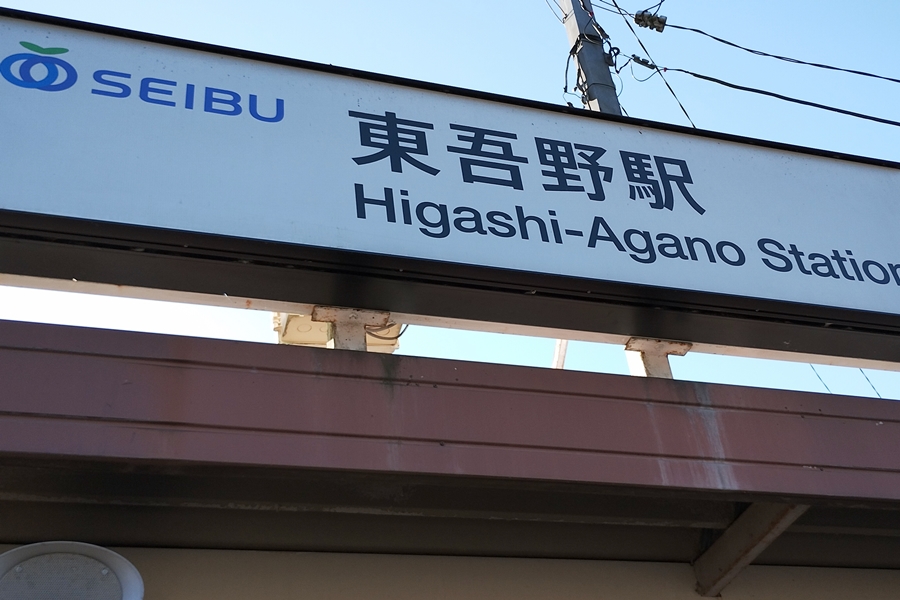 SEIBU
東吾野駅
Higashi-Agano Station